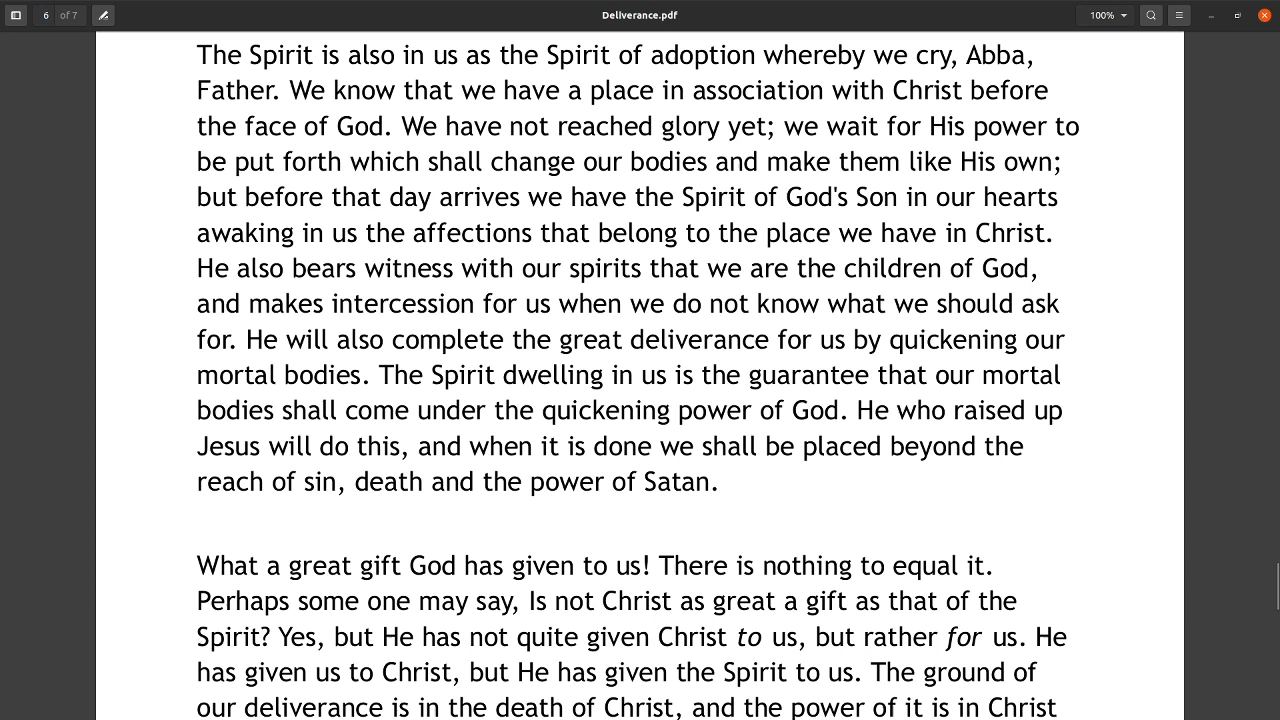 6 of 7
Deliverance.pdf
100%
The Spirit is also in us as the Spirit of adoption whereby we cry, Abba,
Father. We know that we have a place in association with Christ before
the face of God. We have not reached glory yet; we wait for His power to
be put forth which shall change our bodies and make them like His own;
but before that day arrives we have the Spirit of God's Son in our hearts
awaking in us the affections that belong to the place we have in Christ.
He also bears witness with our spirits that we are the children of God,
and makes intercession for us when we do not know what we should ask
for. He will also complete the great deliverance for us by quickening our
mortal bodies. The Spirit dwelling in us is the guarantee that our mortal
bodies shall come under the quickening power of God. He who raised up
Jesus will do this, and when it is done we shall be placed beyond the
reach of sin, death and the power of Satan.
What a great gift God has given to us! There is nothing to equal it.
Perhaps some one may say, Is not Christ as great a gift as that of the
Spirit? Yes, but He has not quite given Christ to us, but rather for us. He
has given us to Christ, but He has given the Spirit to us. The ground of
our deliverance is in the death of Christ, and the power of it is in Christ